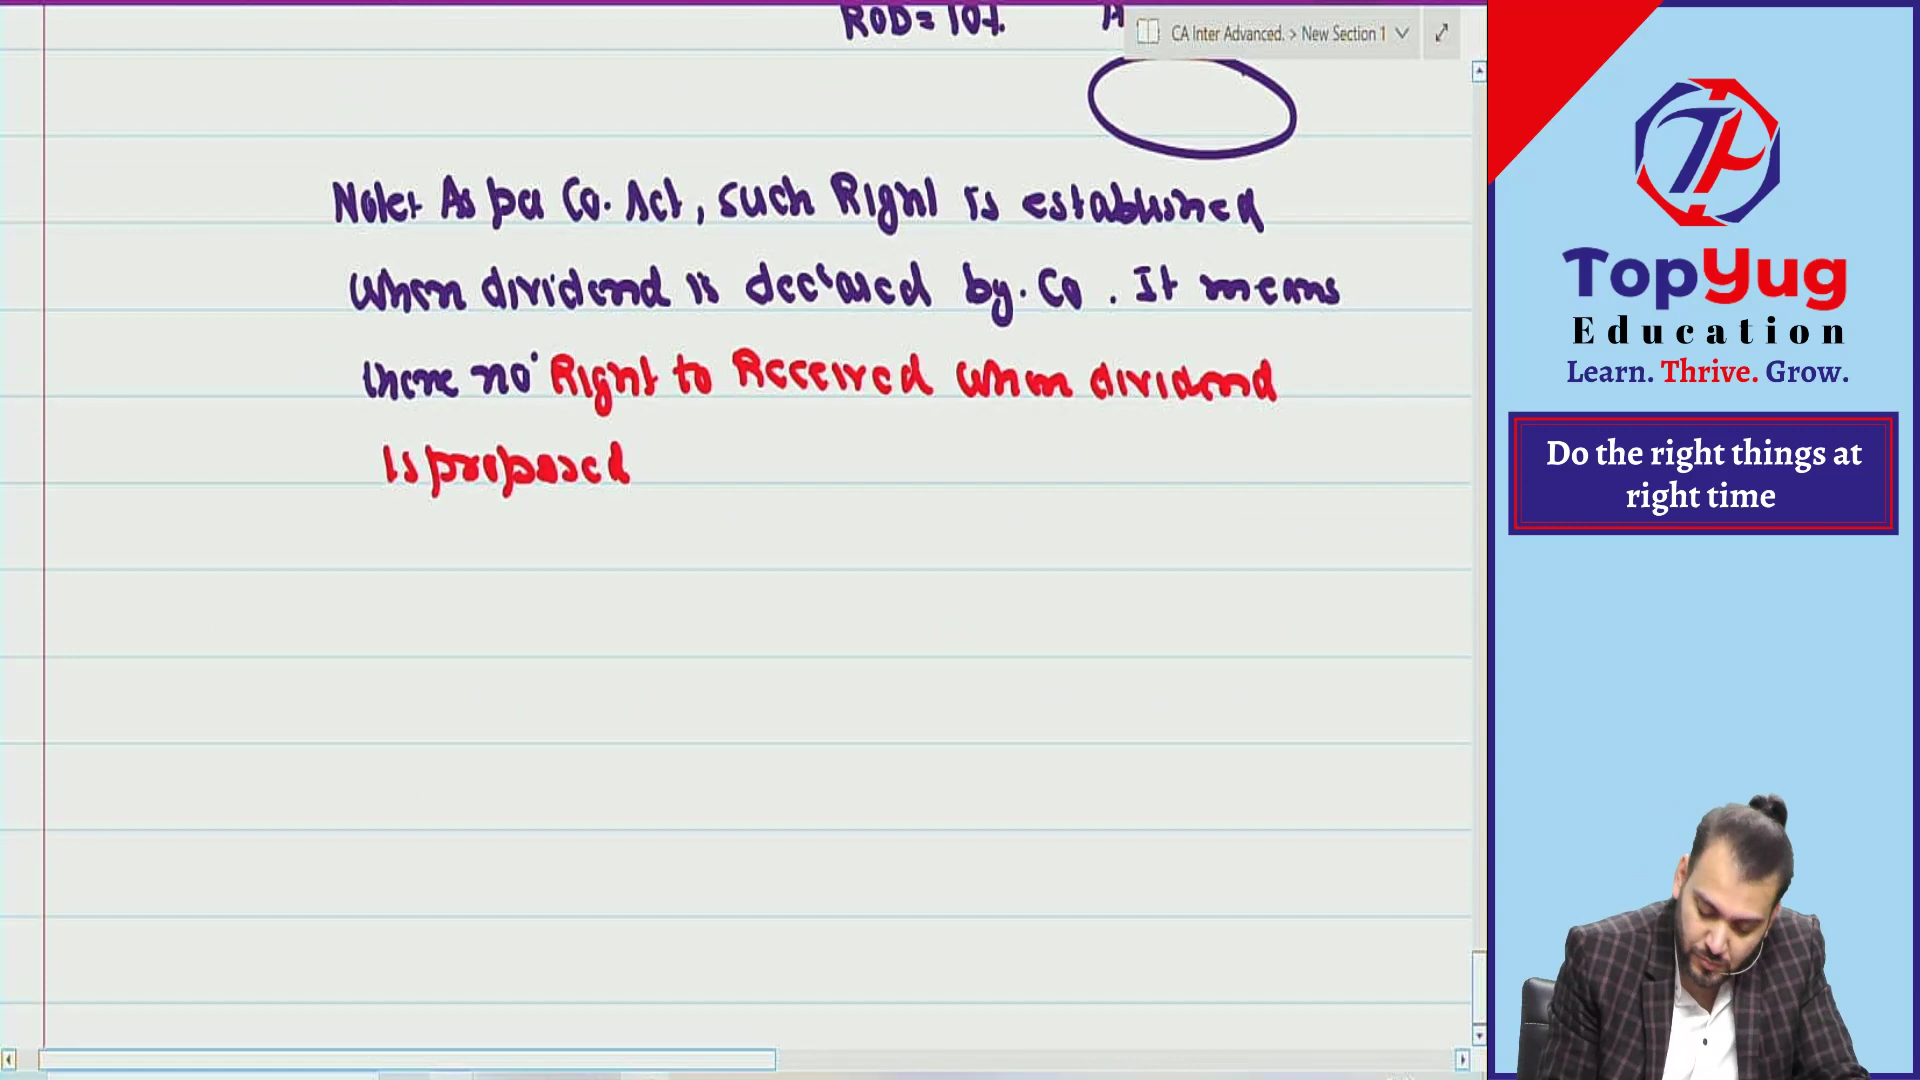 ROD= 10%
CA Inter Advanced. > New Section 1
Note:- As per Co. Act, such Right is established
when dividend is declared by. Co. It means
there no Right to Received when dividend
is proposed
TopYug
Education
Learn. Thrive. Grow.
Do the right things at
right time